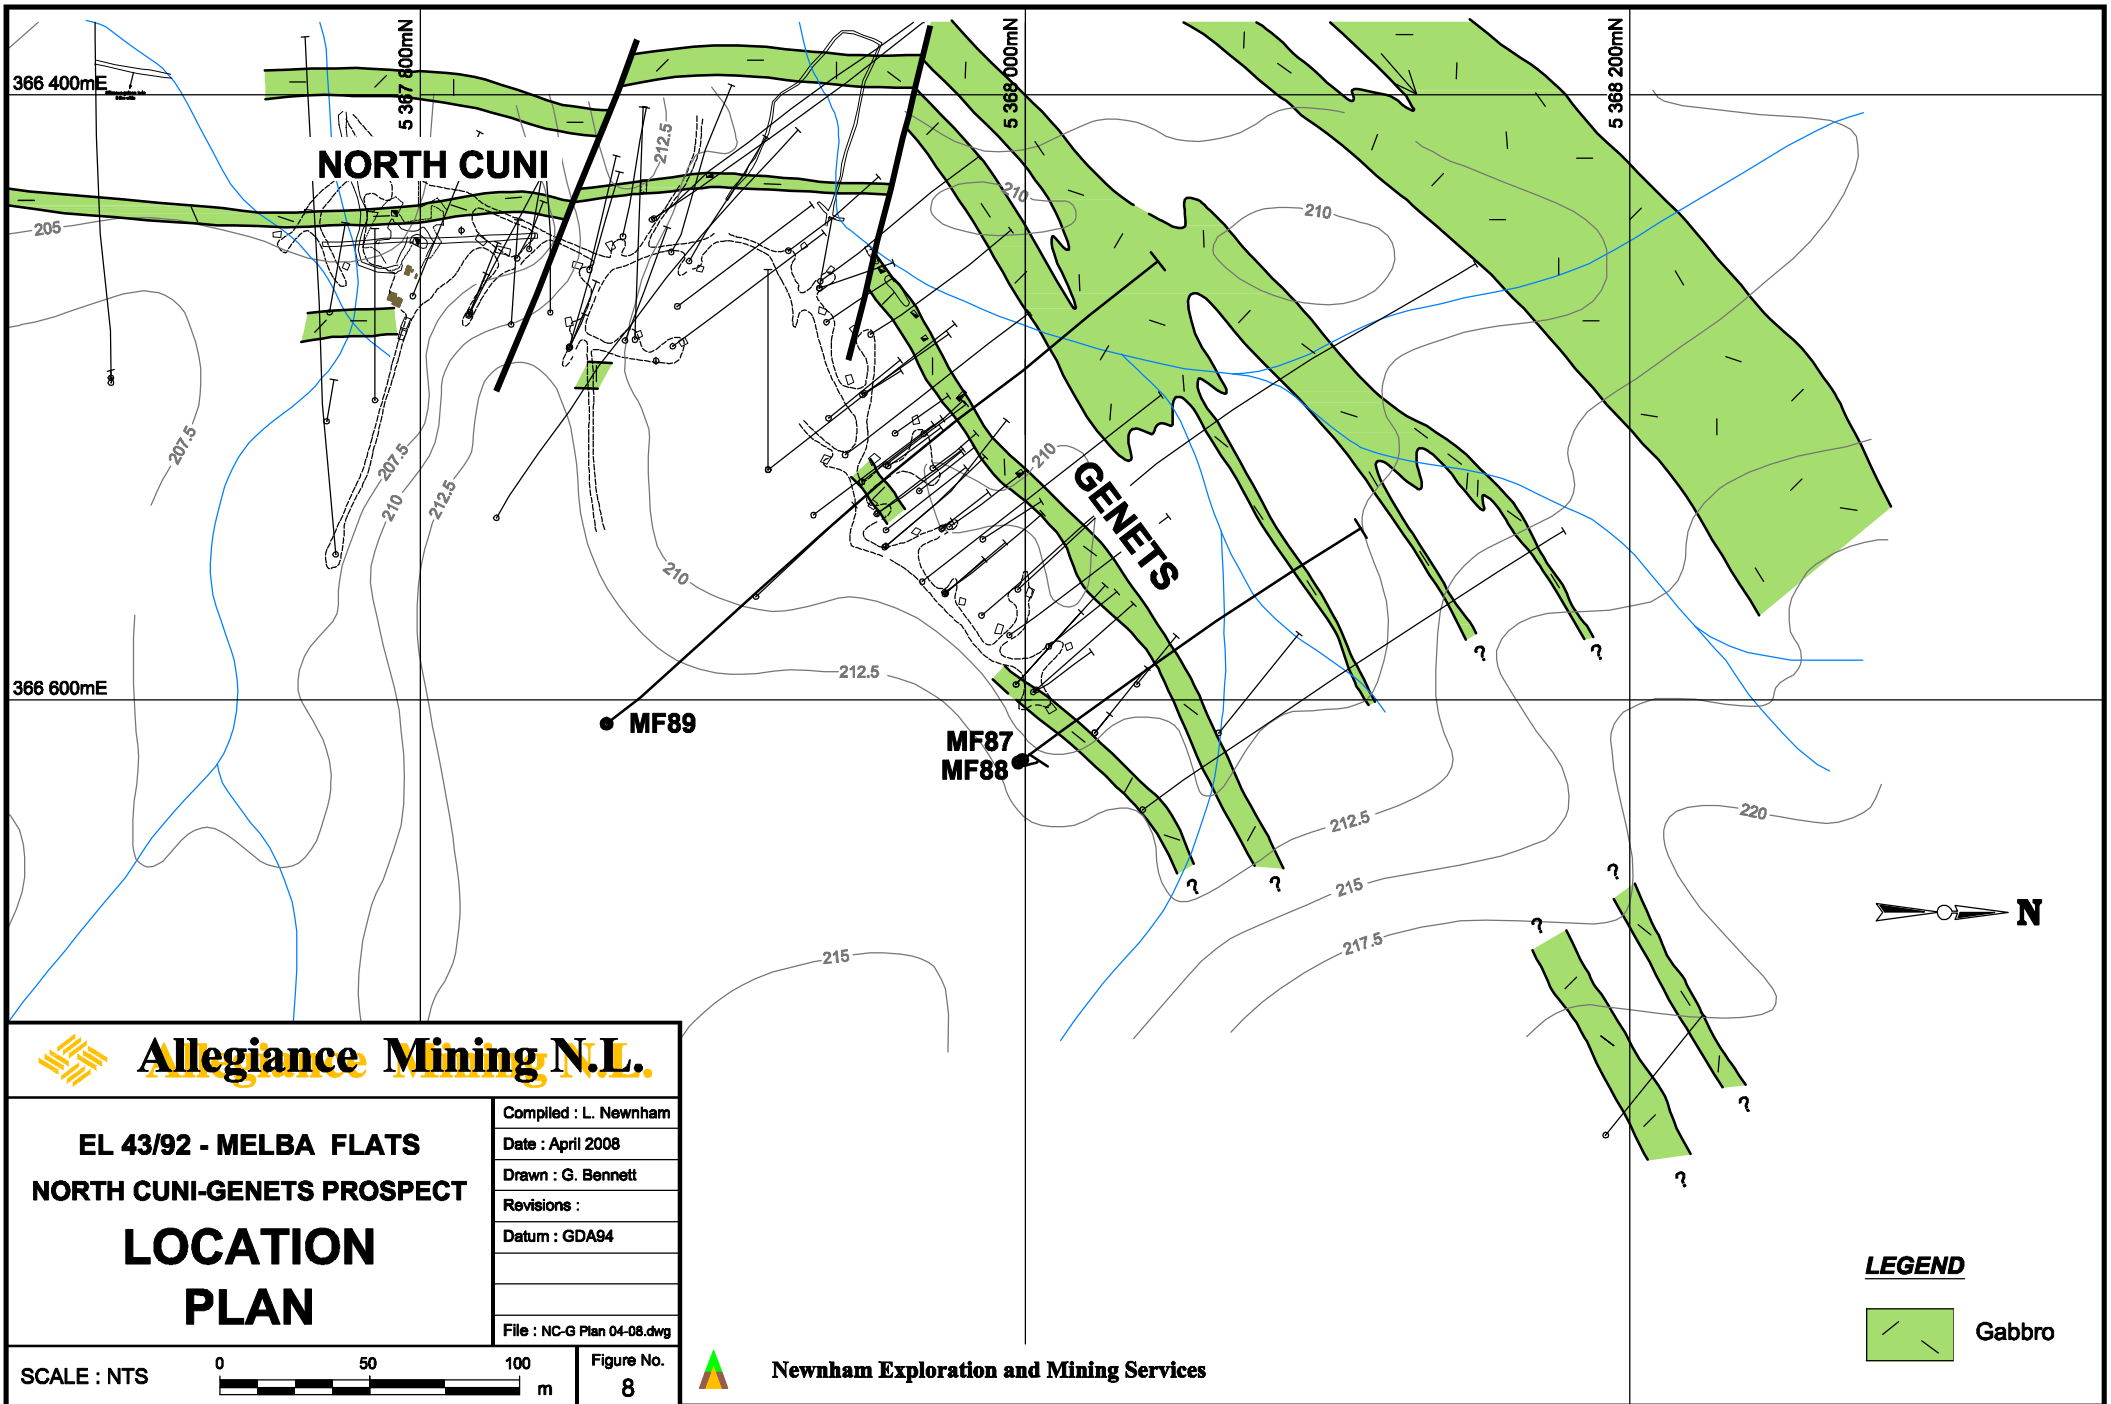 5 367 800mN
5 368 000mN
5 368 200mN
366 400mE
NORTH CUNI
212.5
205
210
210
207.5
207.5
210
212.5
210
GENETS
210
212.5
366 600mE
MF89
MF87
MF88
?
?
?
?
212.5
220
215
217.5
215
?
?
?
?
N
Allegiance Mining N.L.
EL 43/92 - MELBA FLATS
NORTH CUNI-GENETS PROSPECT
LOCATION
PLAN
Compiled : L. Newnham
Date : April 2008
Drawn : G. Bennett
Revisions :
Datum : GDA94
File : NC-G Plan 04-08.dwg
SCALE : NTS
0 50 100
m
Figure No.
8
Newnham Exploration and Mining Services
LEGEND
Gabbro